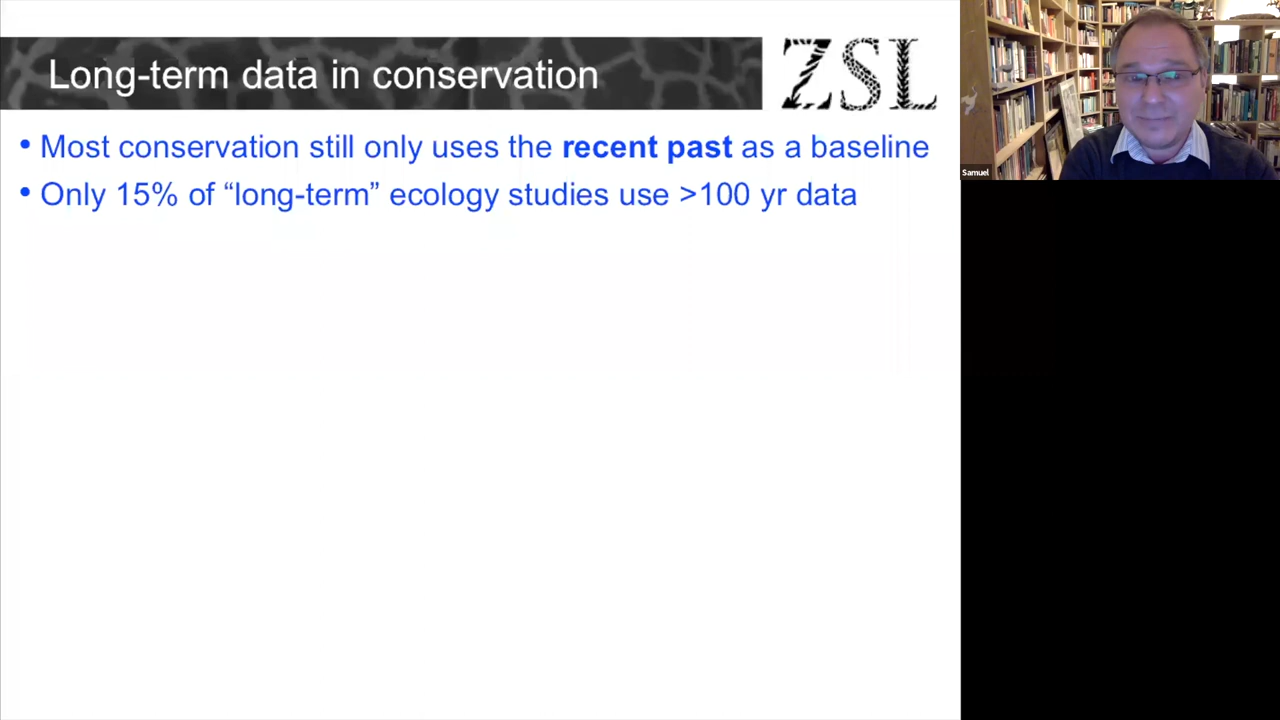 Long-term data in conservation
ZSL
• Most conservation still only uses the recent past as a baseline
• Only 15% of “long-term” ecology studies use >100 yr data
Samuel